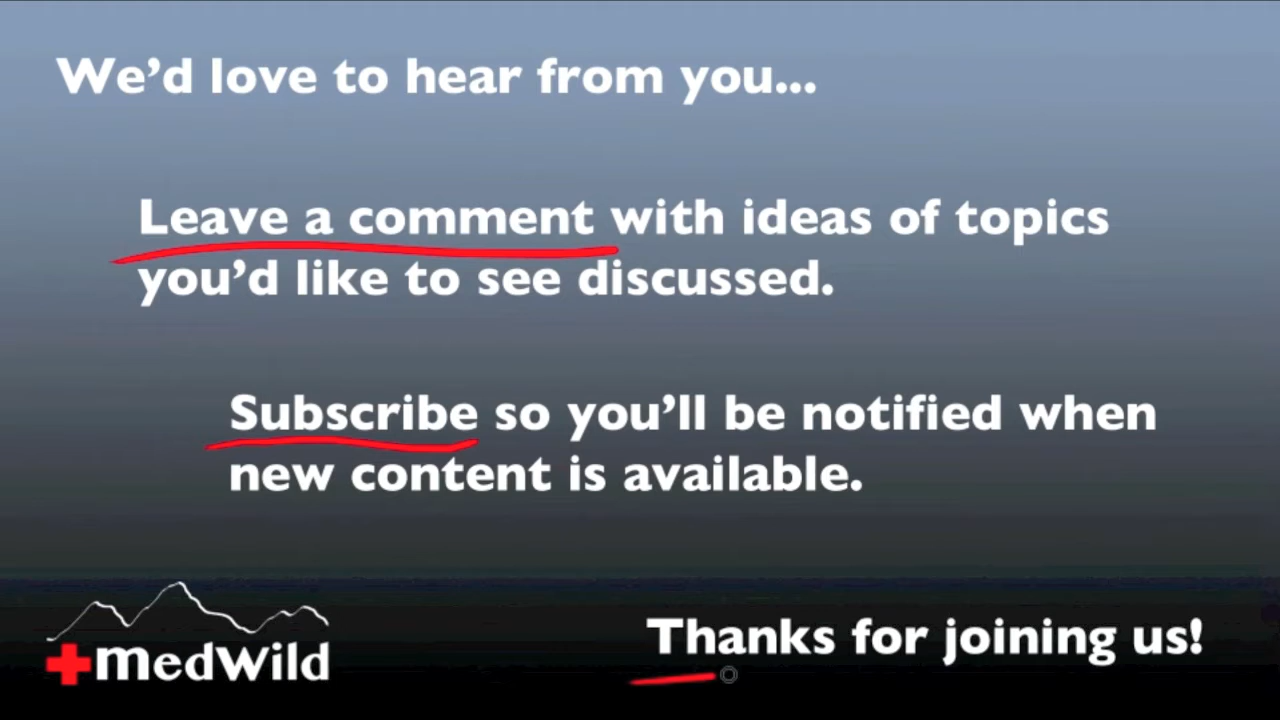 We’d love to hear from you...
Leave a comment with ideas of topics
you’d like to see discussed.
Subscribe so you’ll be notified when
new content is available.
medwild
Thanks for joining us!